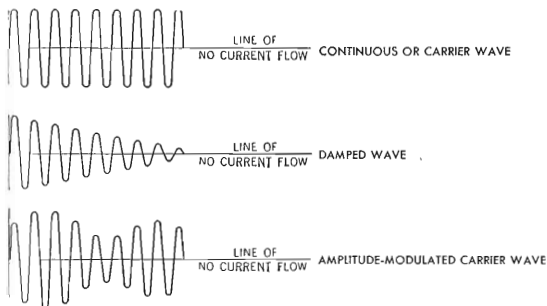 LINE OF
NO CURRENT FLOW
CONTINUOUS OR CARRIER WAVE
LINE OF
NO CURRENT FLOW
DAMPED WAVE
LINE OF
NO CURRENT FLOW
AMPLITUDE-MODULATED CARRIER WAVE